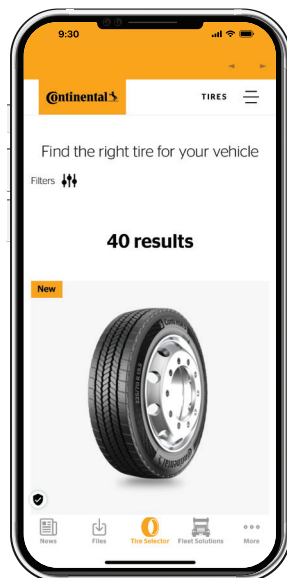 9:30
Continental
TIRES
Find the right tire for your vehicle
Filters
40 results
New
News
Files
Tire Selector
Fleet Solutions
More